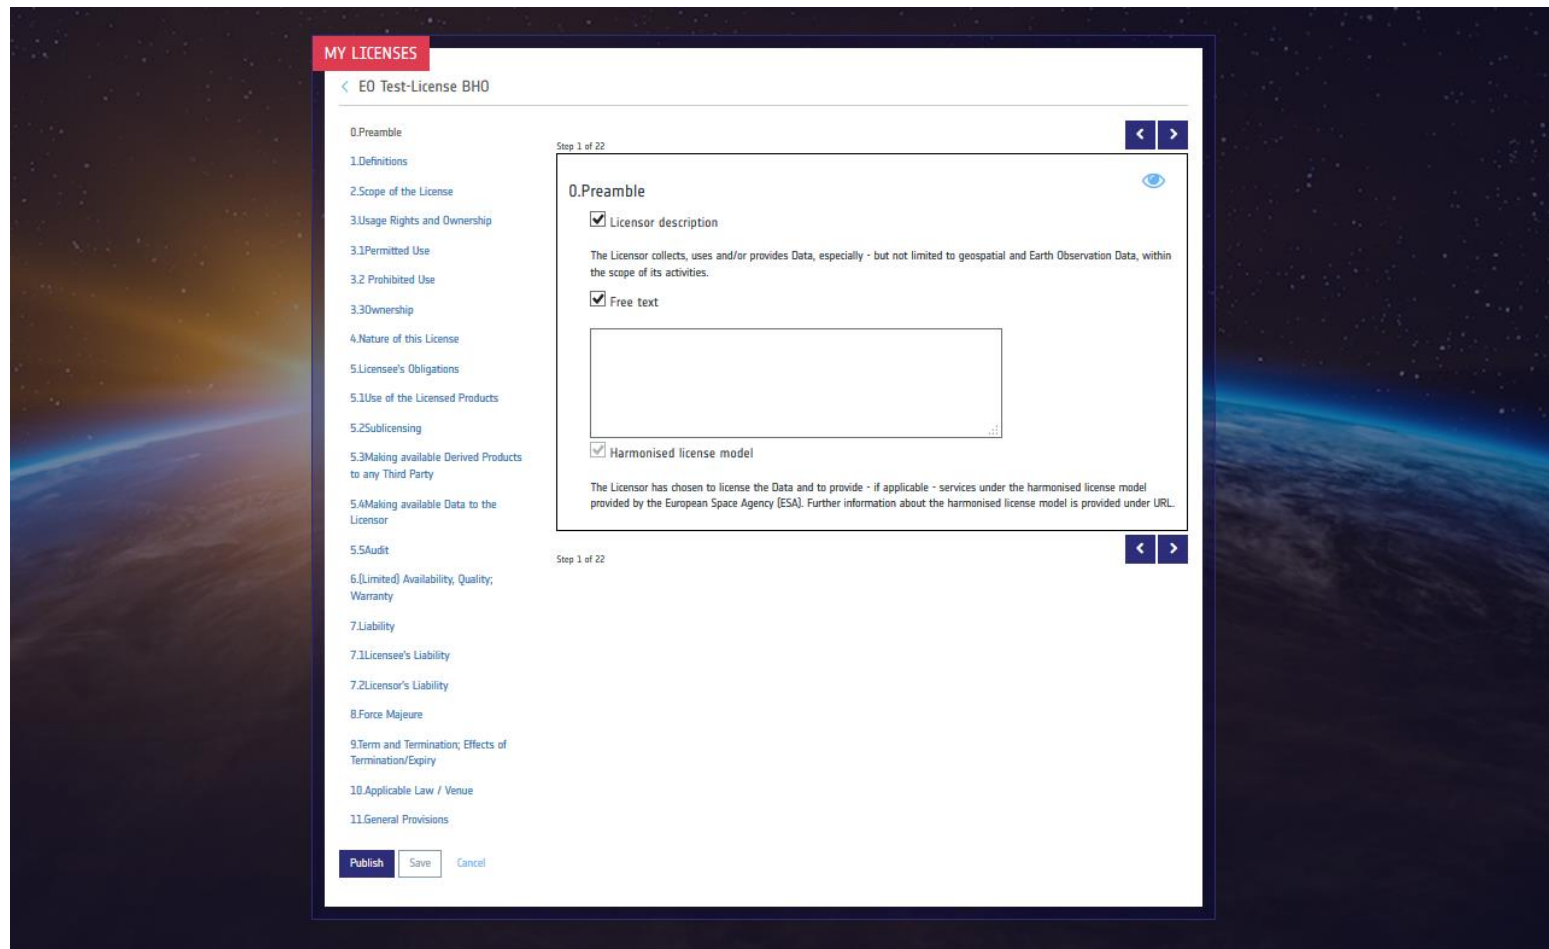 MY LICENSES
EO Test-License BHO
0.Preamble
1.Definitions
2.Scope of the License
3.Usage Rights and Ownership
3.1Permitted Use
3.2 Prohibited Use
3.3Ownership
4.Nature of this License
5.Licensee's Obligations
5.1Use of the Licensed Products
5.2Sublicensing
5.3Making available Derived Products
to any Third Party
5.4Making available Data to the
Licensor
5.5Audit
6.(Limited) Availability, Quality;
Warranty
7.Liability
7.1Licensee's Liability
7.2Licensor's Liability
8.Force Majeure
9.Term and Termination; Effects of
Termination/Expiry
10.Applicable Law / Venue
11.General Provisions
Publish Save Cancel
Step 1 of 22
0.Preamble
Licensor description
The Licensor collects, uses and/or provides Data, especially - but not limited to geospatial and Earth Observation Data, within
the scope of its activities.
Free text
Harmonised license model
The Licensor has chosen to license the Data and to provide - if applicable - services under the harmonised license model
provided by the European Space Agency (ESA). Further information about the harmonised license model is provided under URL.
Step 1 of 22